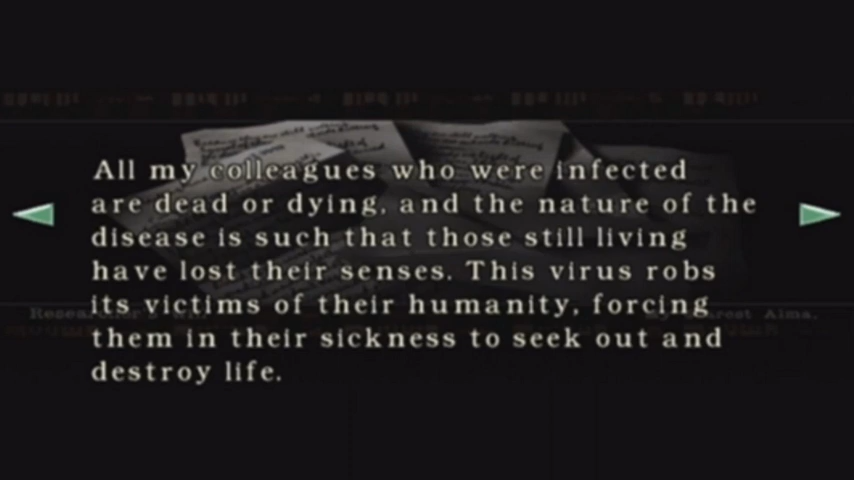 All my colleagues who were infected
are dead or dying, and the nature of the
disease is such that those still living
have lost their senses. This virus robs
its victims of their humanity, forcing
them in their sickness to seek out and
destroy life.
Alma.